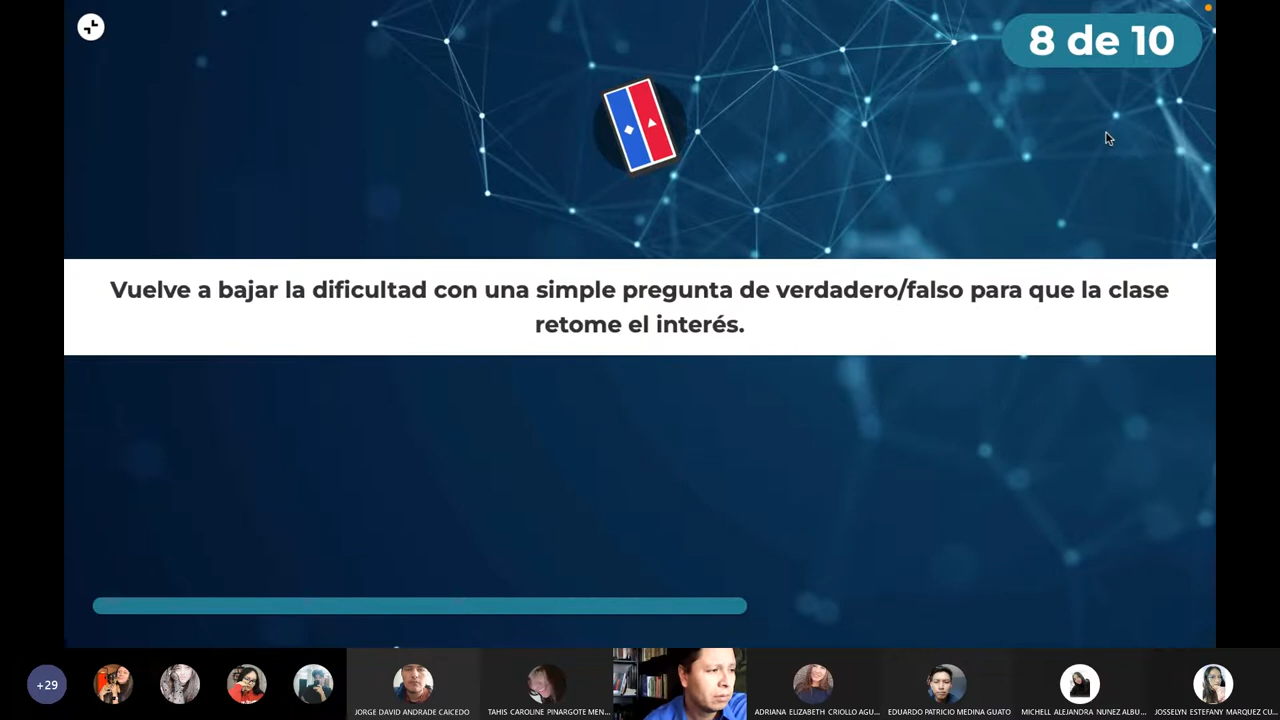 8 de 10
Vuelve a bajar la dificultad con una simple pregunta de verdadero/falso para que la clase
retome el interés.
+29
JORGE DAVID ANDRADE CAICEDO
TAHIS CAROLINE PINARGOTE MEN...
ADRIANA ELIZABETH CRIOLLO AGU...
EDUARDO PATRICIO MEDINA GUATO
MICHELL ALEJANDRA NUNEZ ALBU...
JOSSELYN ESTEFANY MARQUEZ CU...